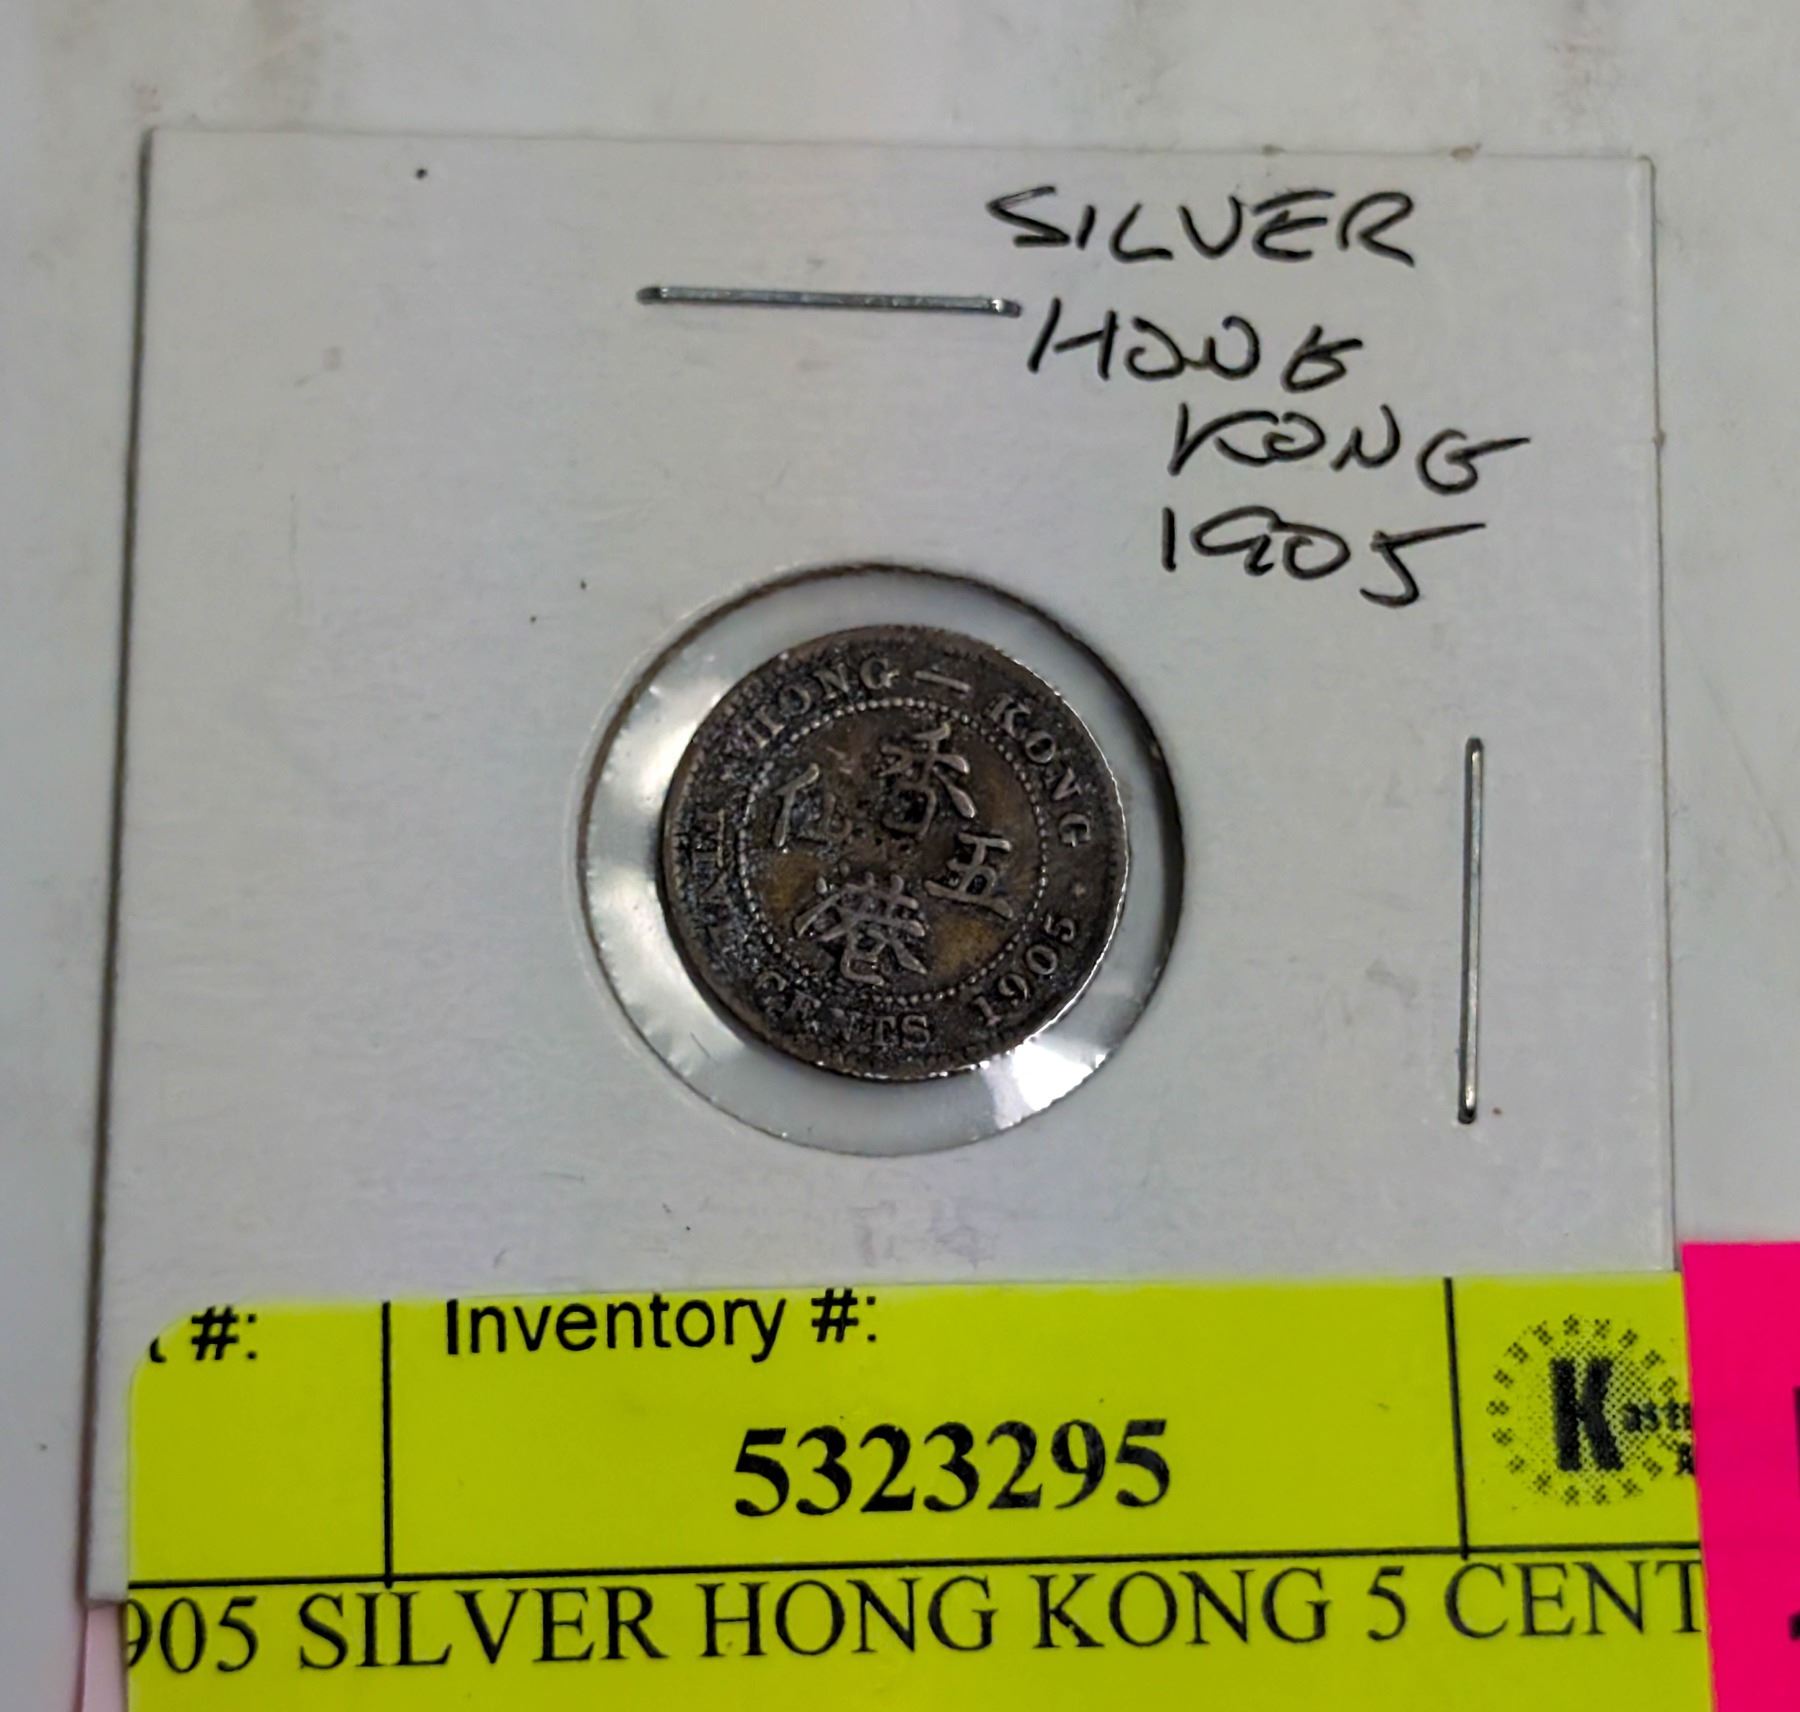 SILVER
HONG
KONG
1905
HONG — KONG
香
五
仙
港
CENTS 1905
#:
Inventory #:
5323295
905 SILVER HONG KONG 5 CENT